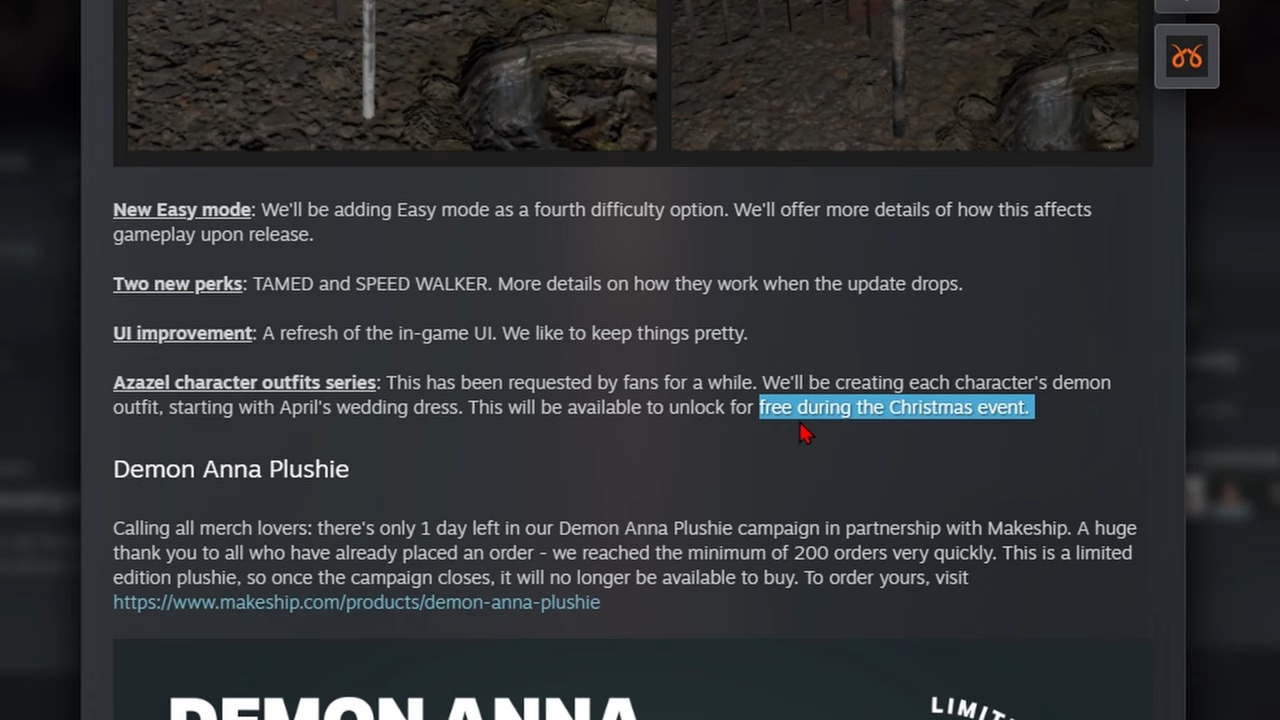 New Easy mode: We'll be adding Easy mode as a fourth difficulty option. We'll offer more details of how this affects
gameplay upon release.
Two new perks: TAMED and SPEED WALKER. More details on how they work when the update drops.
UI improvement: A refresh of the in-game UI. We like to keep things pretty.
Azazel character outfits series: This has been requested by fans for a while. We'll be creating each character's demon
outfit, starting with April's wedding dress. This will be available to unlock for free during the Christmas event.
Demon Anna Plushie
Calling all merch lovers: there's only 1 day left in our Demon Anna Plushie campaign in partnership with Makeship. A huge
thank you to all who have already placed an order - we reached the minimum of 200 orders very quickly. This is a limited
edition plushie, so once the campaign closes, it will no longer be available to buy. To order yours, visit
https://www.makeship.com/products/demon-anna-plushie
DEMON ANNA